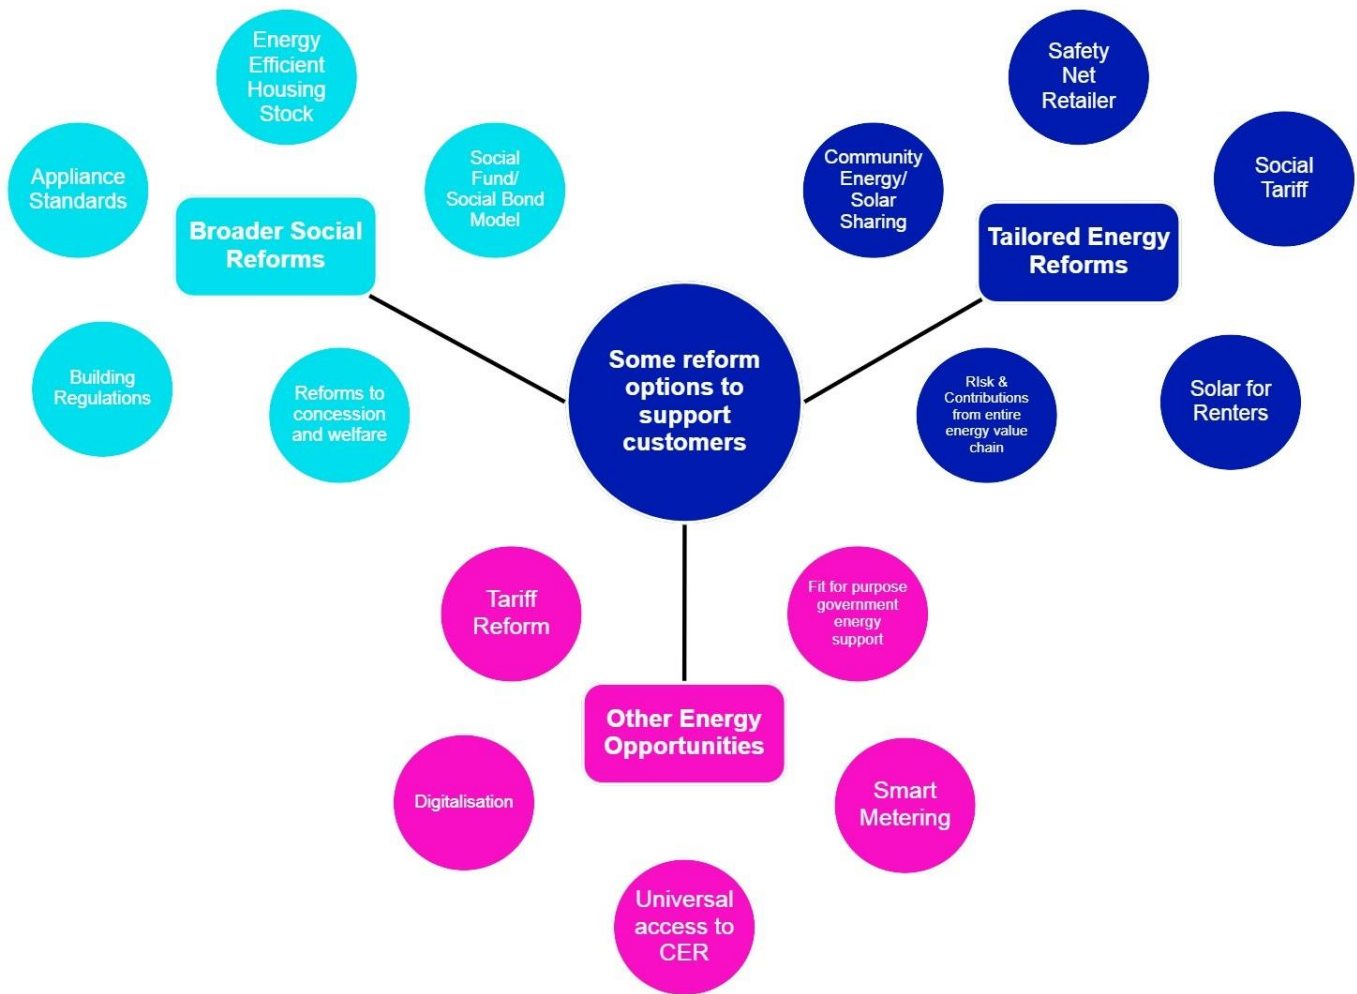 Energy
Efficient
Housing
Stock
Appliance
Standards
Social
Fund/
Social Bond
Model
Broader Social
Reforms
Building
Regulations
Reforms to
concession
and welfare
Safety
Net
Retailer
Community
Energy/
Solar
Sharing
Social
Tariff
Tailored Energy
Reforms
RIsk &
Contributions
from entire
energy value
chain
Solar for
Renters
Some reform
options to
support
customers
Tariff
Reform
Fit for purpose
government
energy
support
Other Energy
Opportunities
Digitalisation
Smart
Metering
Universal
access to
CER